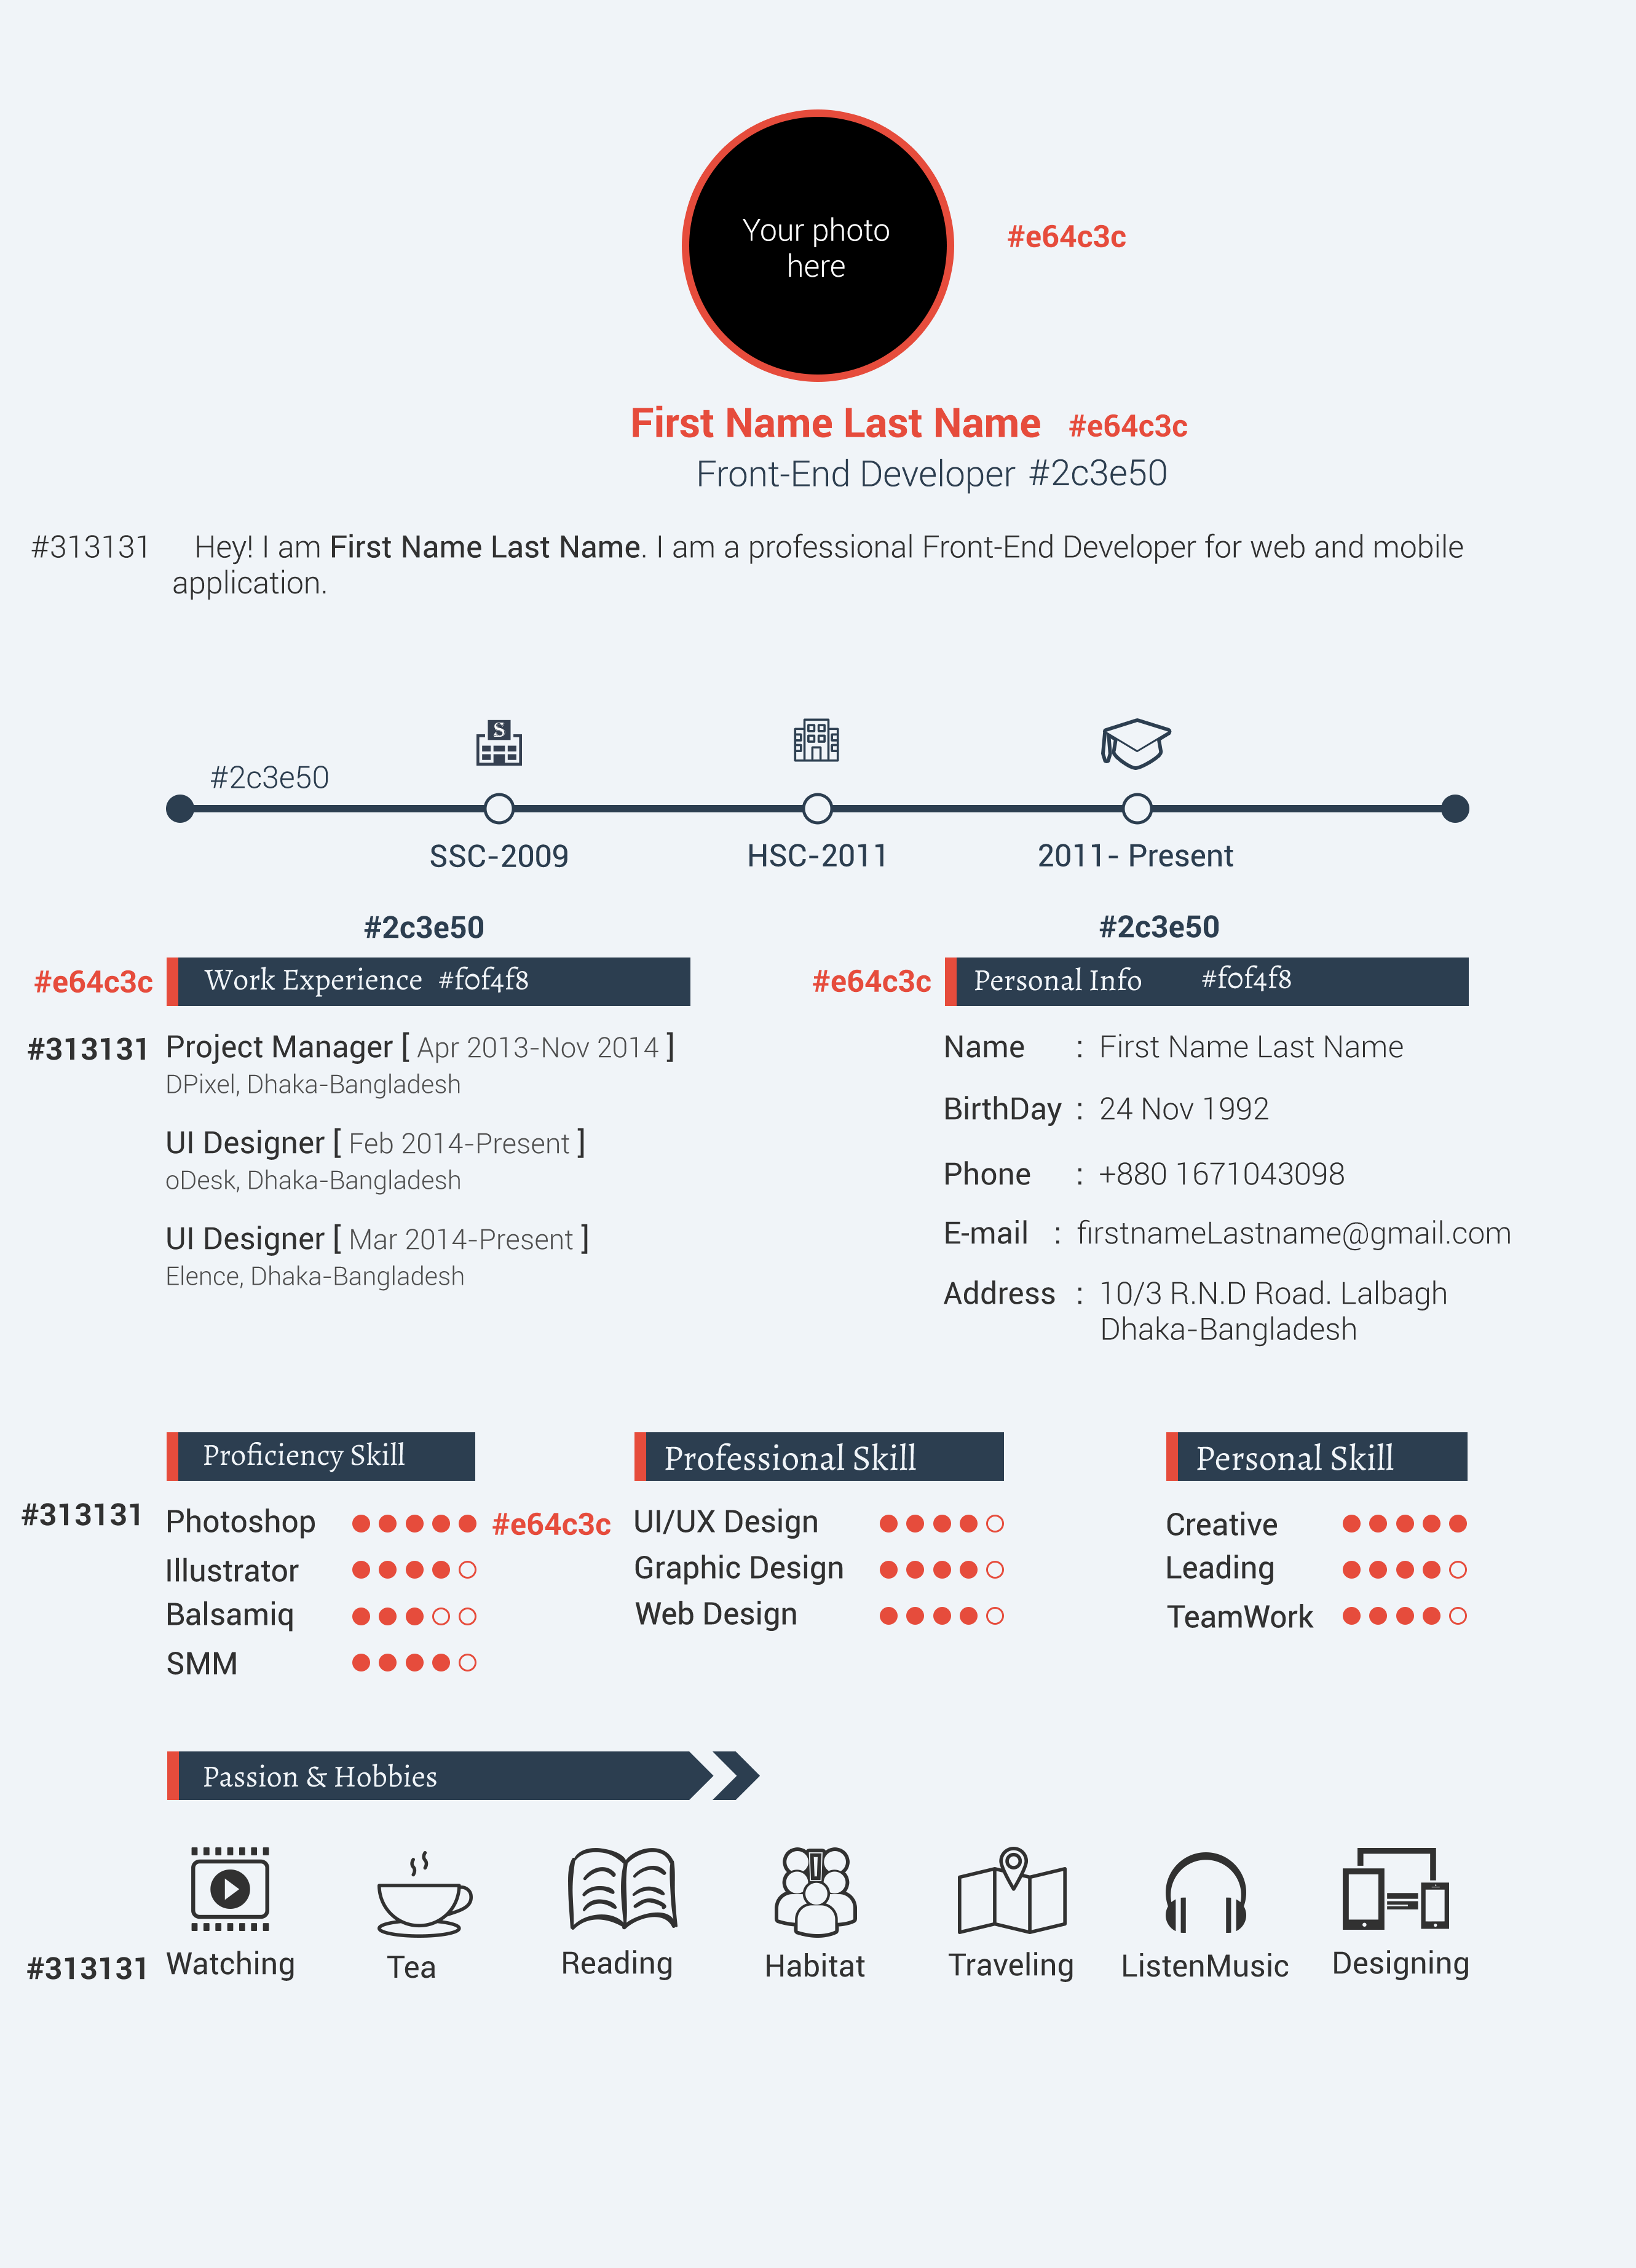 Your photo
here
#e64c3c
First Name Last Name #e64c3c
Front-End Developer #2c3e50
#313131 Hey! I am First Name Last Name. I am a professional Front-End Developer for web and mobile
application.
S
#2c3e50
SSC-2009 HSC-2011 2011- Present
#2c3e50
#e64c3c Work Experience #f0f4f8
#313131 Project Manager [ Apr 2013-Nov 2014 ]
DPixel, Dhaka-Bangladesh
UI Designer [ Feb 2014-Present ]
oDesk, Dhaka-Bangladesh
UI Designer [ Mar 2014-Present ]
Elence, Dhaka-Bangladesh
#2c3e50
#e64c3c Personal Info #f0f4f8
Name : First Name Last Name
BirthDay : 24 Nov 1992
Phone : +880 1671043098
E-mail : firstnameLastname@gmail.com
Address : 10/3 R.N.D Road. Lalbagh
Dhaka-Bangladesh
Proficiency Skill
#313131 Photoshop #e64c3c
Illustrator
Balsamiq
SMM
Professional Skill
UI/UX Design
Graphic Design
Web Design
Personal Skill
Creative
Leading
TeamWork
Passion & Hobbies
#313131 Watching Tea Reading Habitat Traveling ListenMusic Designing